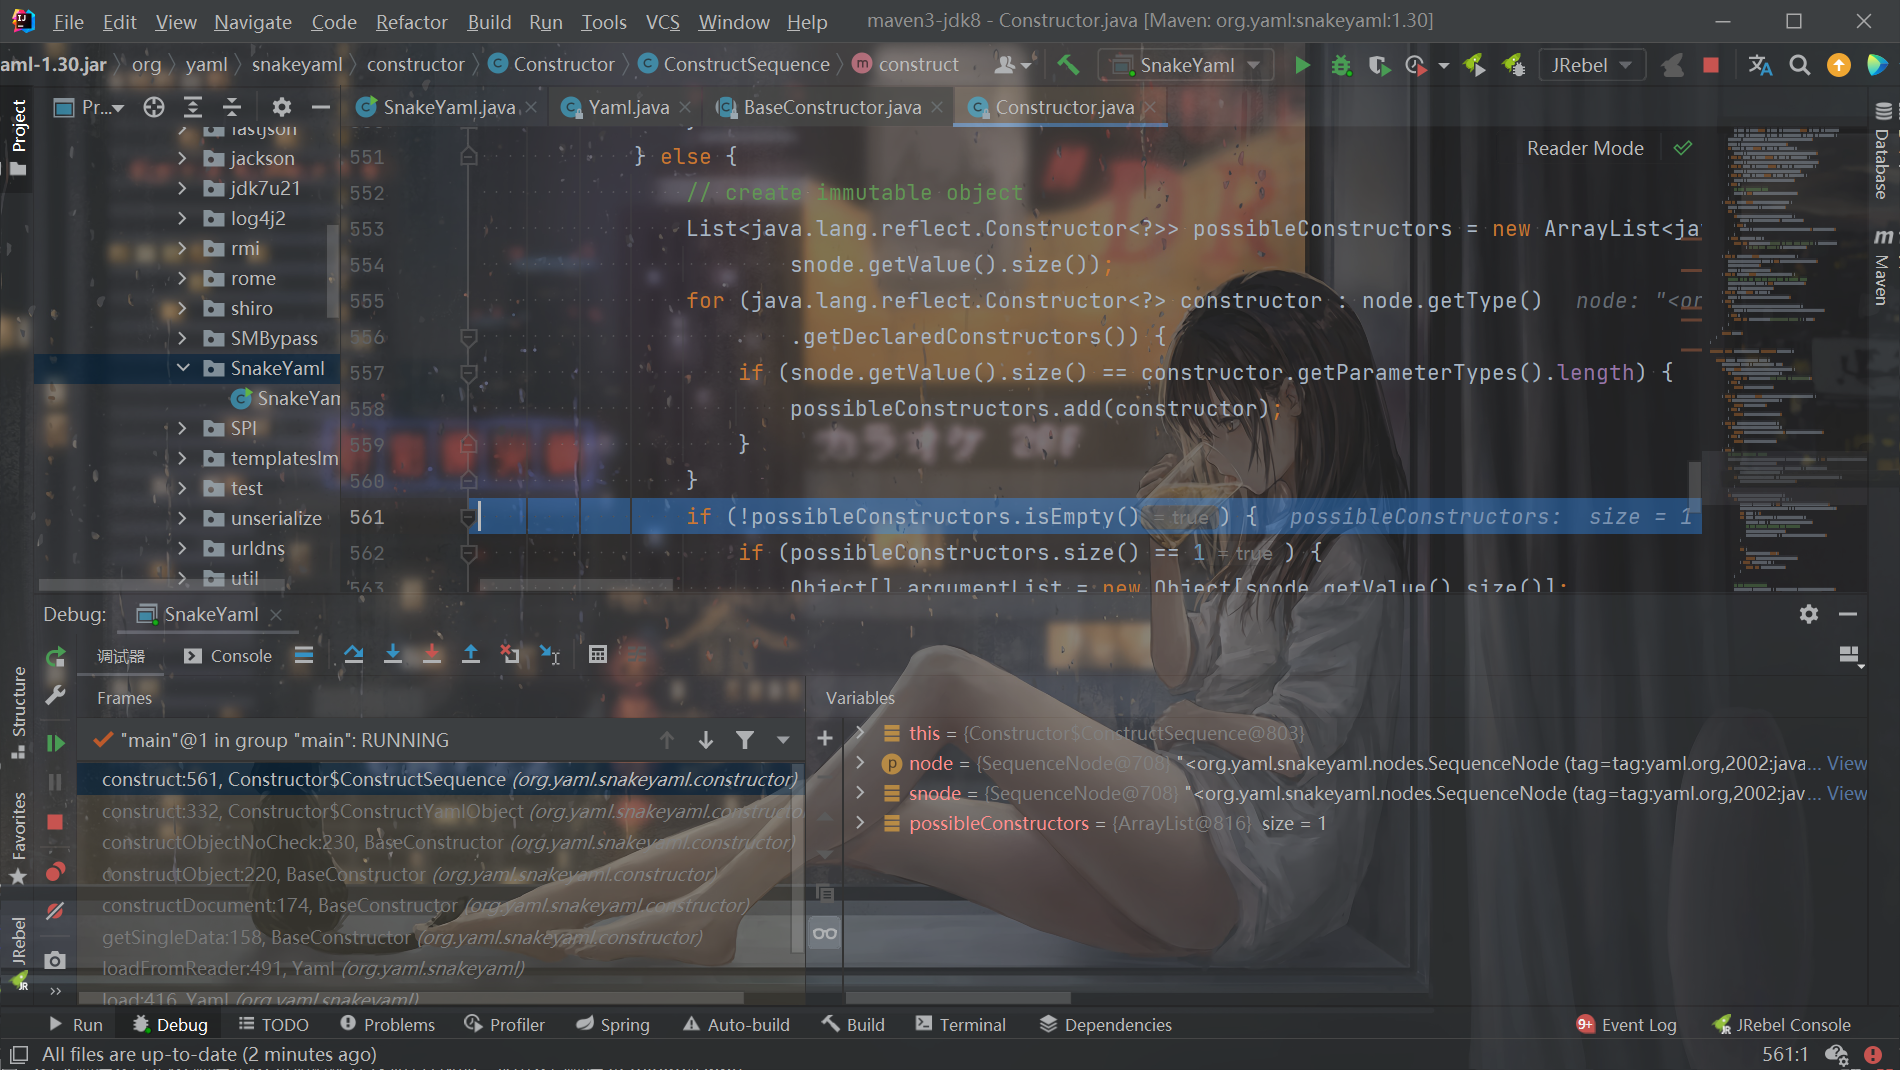 File Edit View Navigate Code Refactor Build Run Tools VCS Window Help maven3-jdk8 - Constructor.java [Maven: org.yaml:snakeyaml:1.30]
aml-1.30.jar org yaml snakeyaml constructor Constructor ConstructSequence construct SnakeYaml JRebel
Project
Pr...
SnakeYaml.java Yaml.java BaseConstructor.java Constructor.java
fastjson
jackson
jdk7u21
log4j2
rmi
rome
shiro
SMBypass
SnakeYaml
SnakeYam
SPI
templatesIm
test
unserialize
urldns
util
Reader Mode
551 } else {
552 // create immutable object
553 List<java.lang.reflect.Constructor<?>> possibleConstructors = new ArrayList<ja
554 snode.getValue().size());
555 for (java.lang.reflect.Constructor<?> constructor : node.getType() node: "<or
556 .getDeclaredConstructors()) {
557 if (snode.getValue().size() == constructor.getParameterTypes().length) {
558 possibleConstructors.add(constructor);
559 }
560 }
561 if (!possibleConstructors.isEmpty() = true ) { possibleConstructors: size = 1
562 if (possibleConstructors.size() == 1 = true ) {
563 Object[] argumentList = new Object[snode.getValue().size()];
カラオケ 28F
Database
Maven
Debug: SnakeYaml
调试器 Console
Frames
"main"@1 in group "main": RUNNING
construct:561, Constructor$ConstructSequence (org.yaml.snakeyaml.constructor)
construct:332, Constructor$ConstructYamlObject (org.yaml.snakeyaml.constructo
constructObjectNoCheck:230, BaseConstructor (org.yaml.snakeyaml.constructor)
constructObject:220, BaseConstructor (org.yaml.snakeyaml.constructor)
constructDocument:174, BaseConstructor (org.yaml.snakeyaml.constructor)
getSingleData:158, BaseConstructor (org.yaml.snakeyaml.constructor)
loadFromReader:491, Yaml (org.yaml.snakeyaml)
load:416, Yaml (org.yaml.snakeyaml)
Variables
this = {Constructor$ConstructSequence@803}
node = {SequenceNode@708} "<org.yaml.snakeyaml.nodes.SequenceNode (tag=tag:yaml.org,2002:java... View
snode = {SequenceNode@708} "<org.yaml.snakeyaml.nodes.SequenceNode (tag=tag:yaml.org,2002:jav... View
possibleConstructors = {ArrayList@816} size = 1
Structure
Favorites
JRebel
Run Debug TODO Problems Profiler Spring Auto-build Build Terminal Dependencies 9+ Event Log JRebel Console
All files are up-to-date (2 minutes ago) 561:1